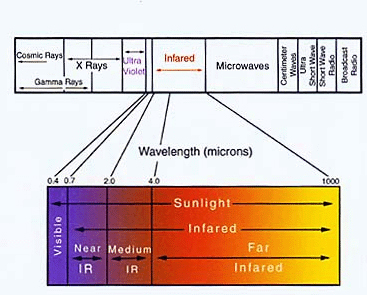 Cosmic Rays
X Rays
Gamma Rays
Ultra
Violet
Infared
Microwaves
Centimeter
Waves
Ultra
Short Wave
Short Wave
Radio
Broadcast
Radio
Wavelength (microns)
0.4 0.7 2.0 4.0 1000
Visible
Sunlight
Infared
Near
IR
Medium
IR
Far
Infared